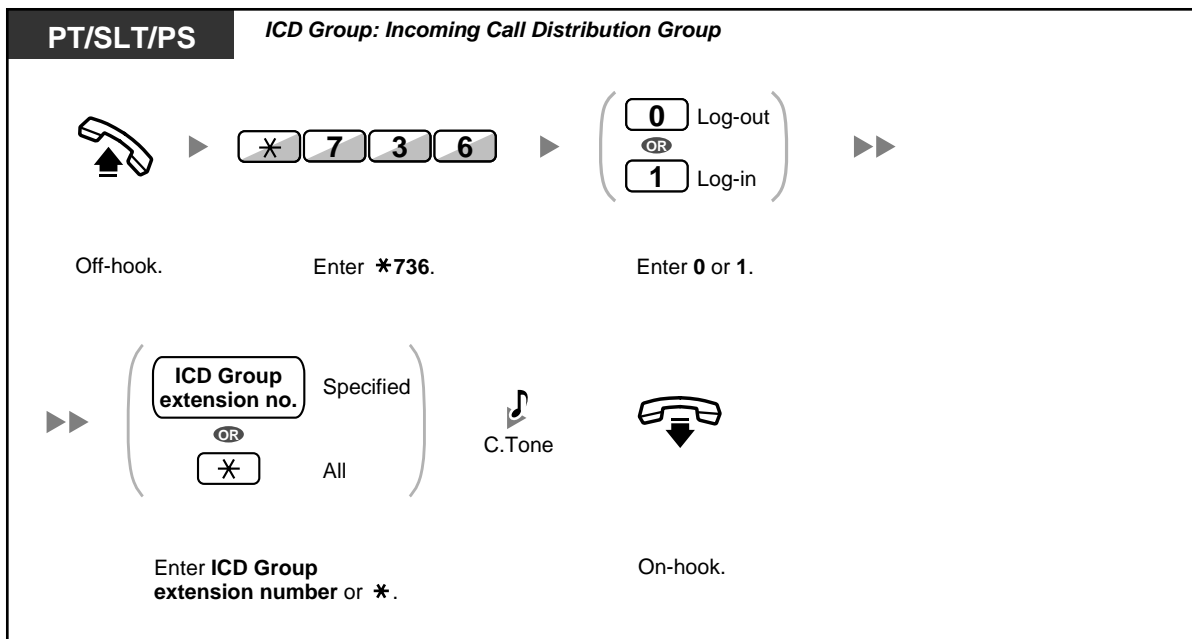 PT/SLT/PS
ICD Group: Incoming Call Distribution Group
* 7 3 6
0 Log-out
OR
1 Log-in
Off-hook.
Enter *736.
Enter 0 or 1.
ICD Group
extension no.
Specified
OR
* All
C.Tone
Enter ICD Group
extension number or *.
On-hook.